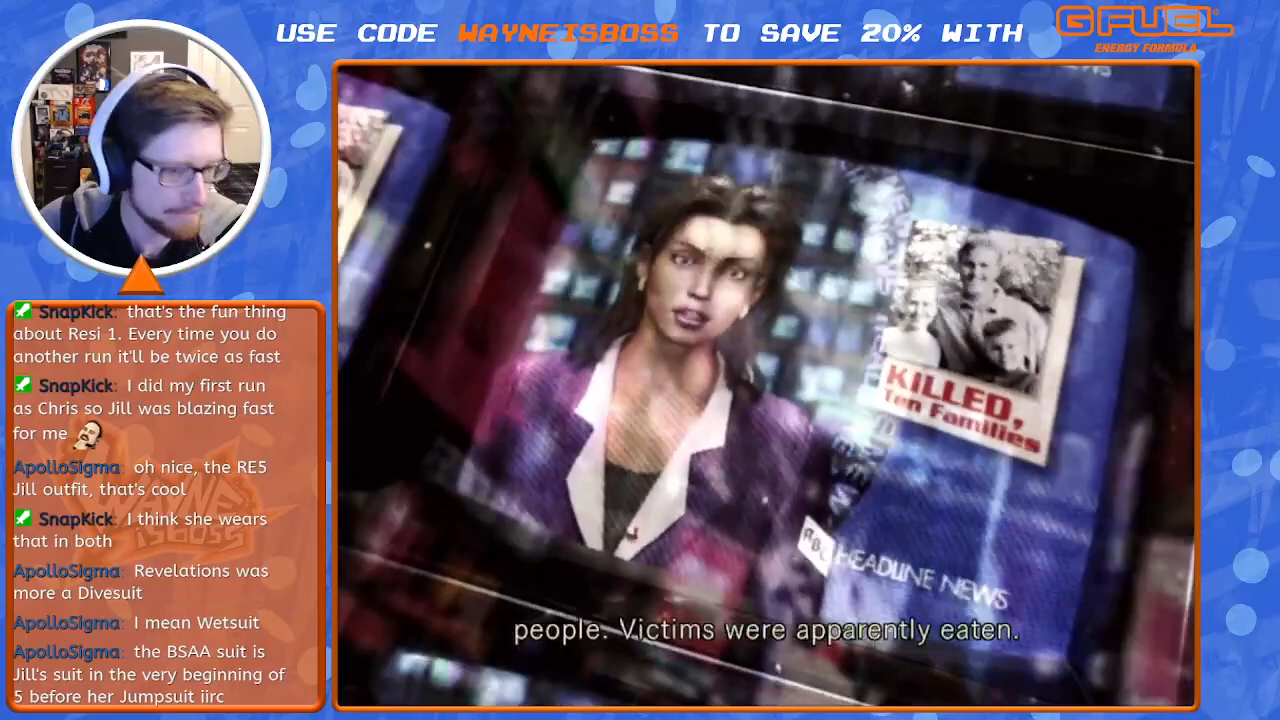 USE CODE WAYNEISBOSS TO SAVE 20% WITH
G FUEL
ENERGY FORMULA
SnapKick: that's the fun thing
about Resi 1. Every time you do
another run it'll be twice as fast
SnapKick: I did my first run
as Chris so Jill was blazing fast
for me
ApolloSigma: oh nice, the RE5
Jill outfit, that's cool
SnapKick: I think she wears
that in both
ApolloSigma: Revelations was
more a Divesuit
ApolloSigma: I mean Wetsuit
ApolloSigma: the BSAA suit is
Jill's suit in the very beginning of
5 before her Jumpsuit iirc
KILLED,
Ten Families
HEADLINE NEWS
people. Victims were apparently eaten.